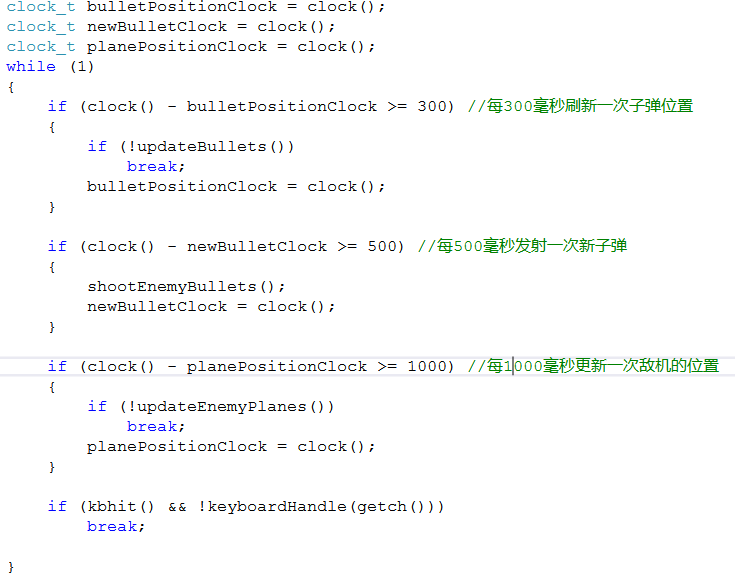 clock_t bulletPositionClock = clock();
clock_t newBulletClock = clock();
clock_t planePositionClock = clock();
while (1)
{
    if (clock() - bulletPositionClock >= 300) //每300毫秒刷新一次子弹位置
    {
        if (!updateBullets())
            break;
        bulletPositionClock = clock();
    }

    if (clock() - newBulletClock >= 500) //每500毫秒发射一次新子弹
    {
        shootEnemyBullets();
        newBulletClock = clock();
    }

    if (clock() - planePositionClock >= 1000) //每1000毫秒更新一次敌机的位置
    {
        if (!updateEnemyPlanes())
            break;
        planePositionClock = clock();
    }

    if (kbhit() && !keyboardHandle(getch()))
        break;

}